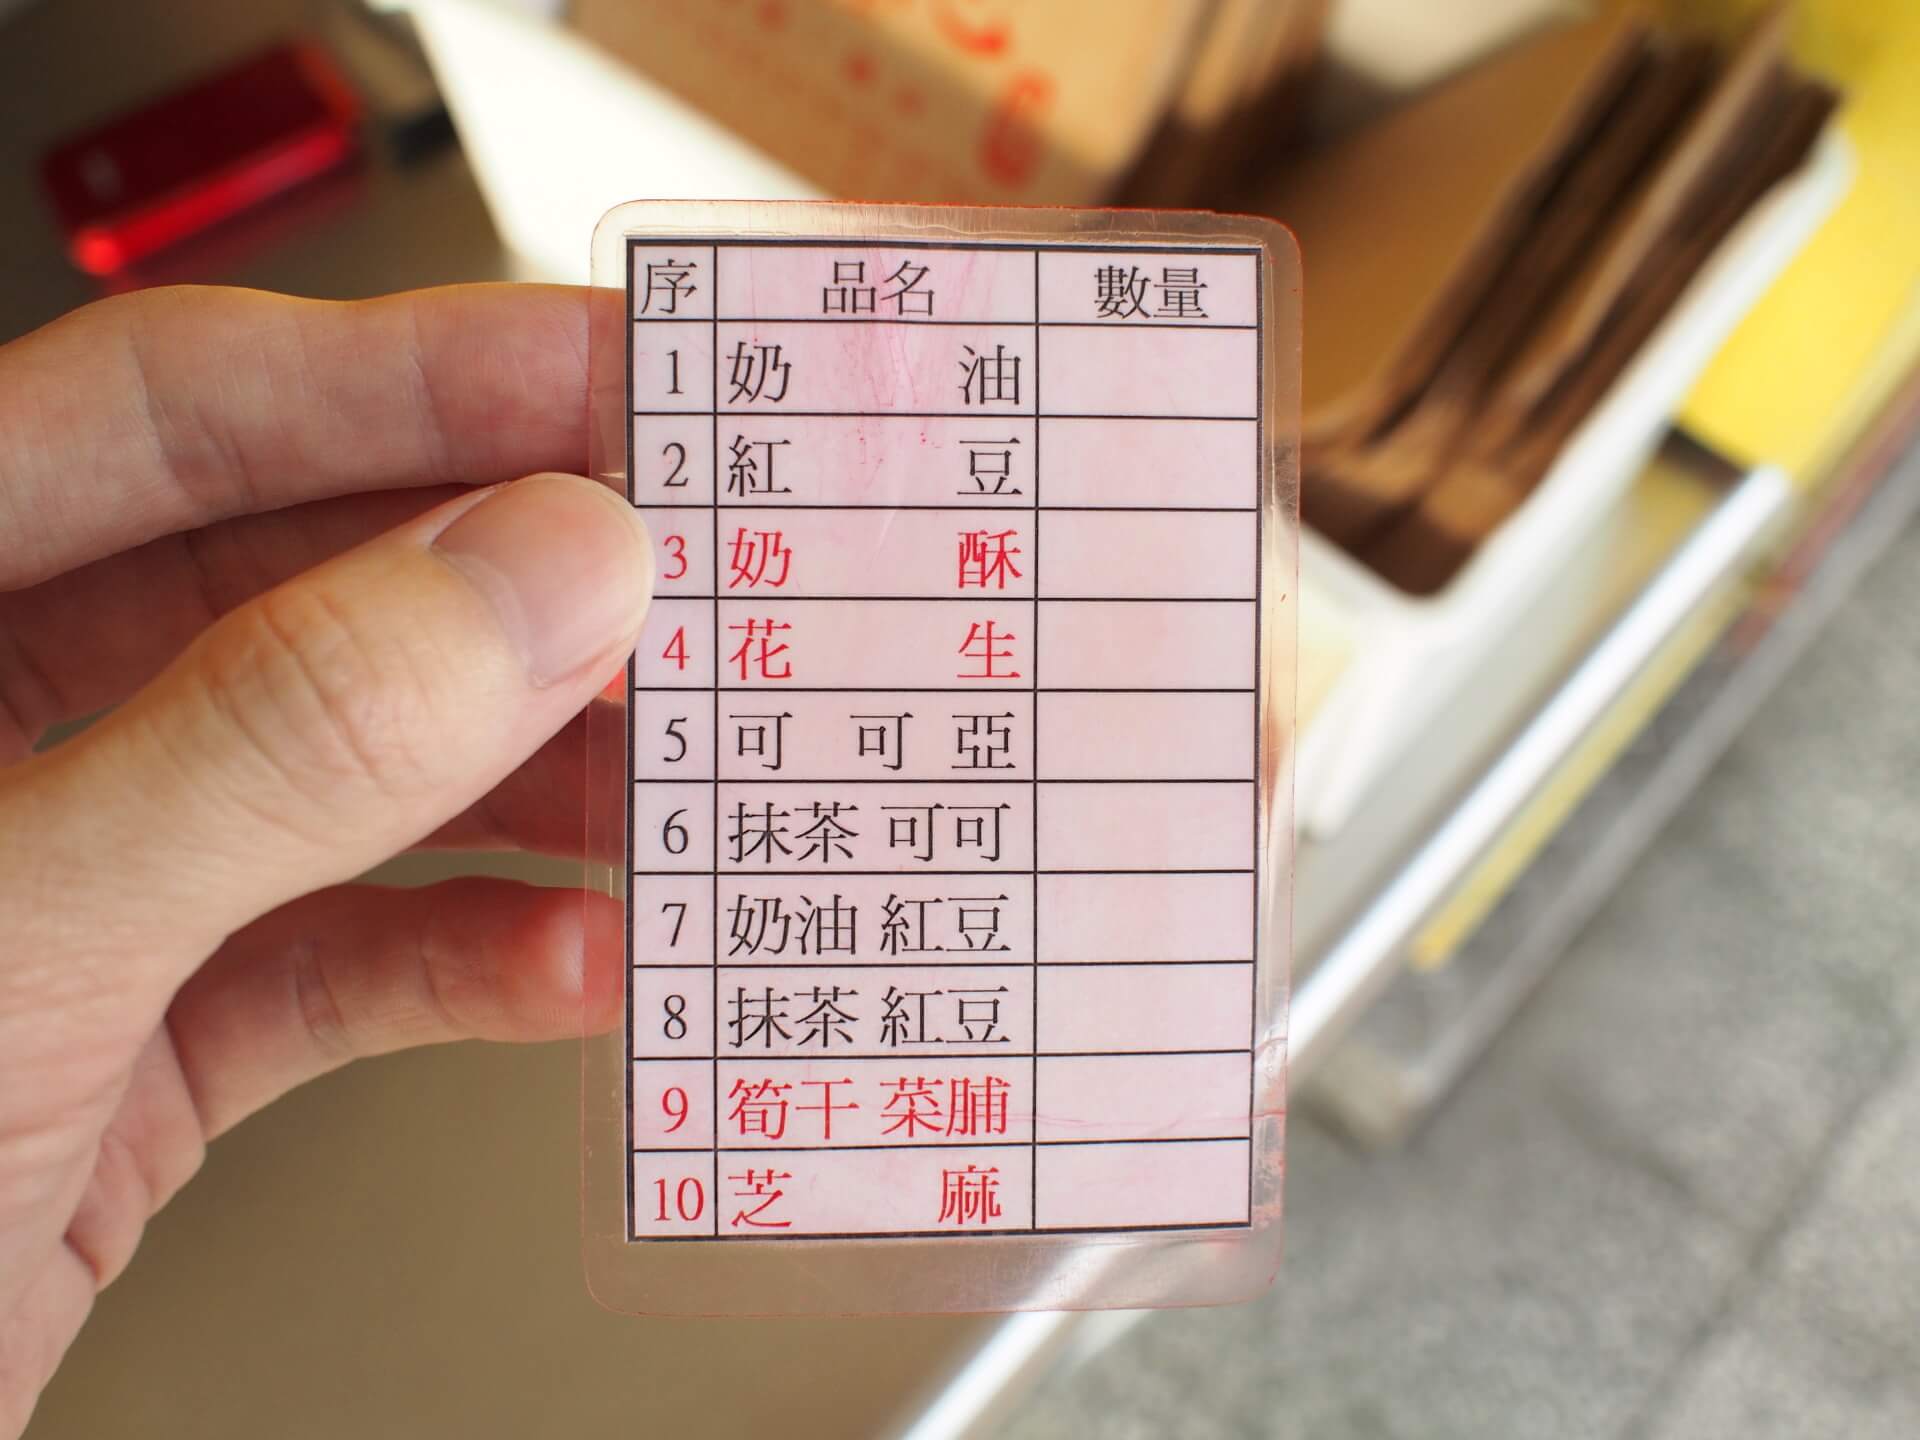 序 品名 數量
1 奶油
2 紅豆
3 奶酥
4 花生
5 可可亞
6 抹茶 可可
7 奶油 紅豆
8 抹茶 紅豆
9 筍干 菜脯
10 芝麻